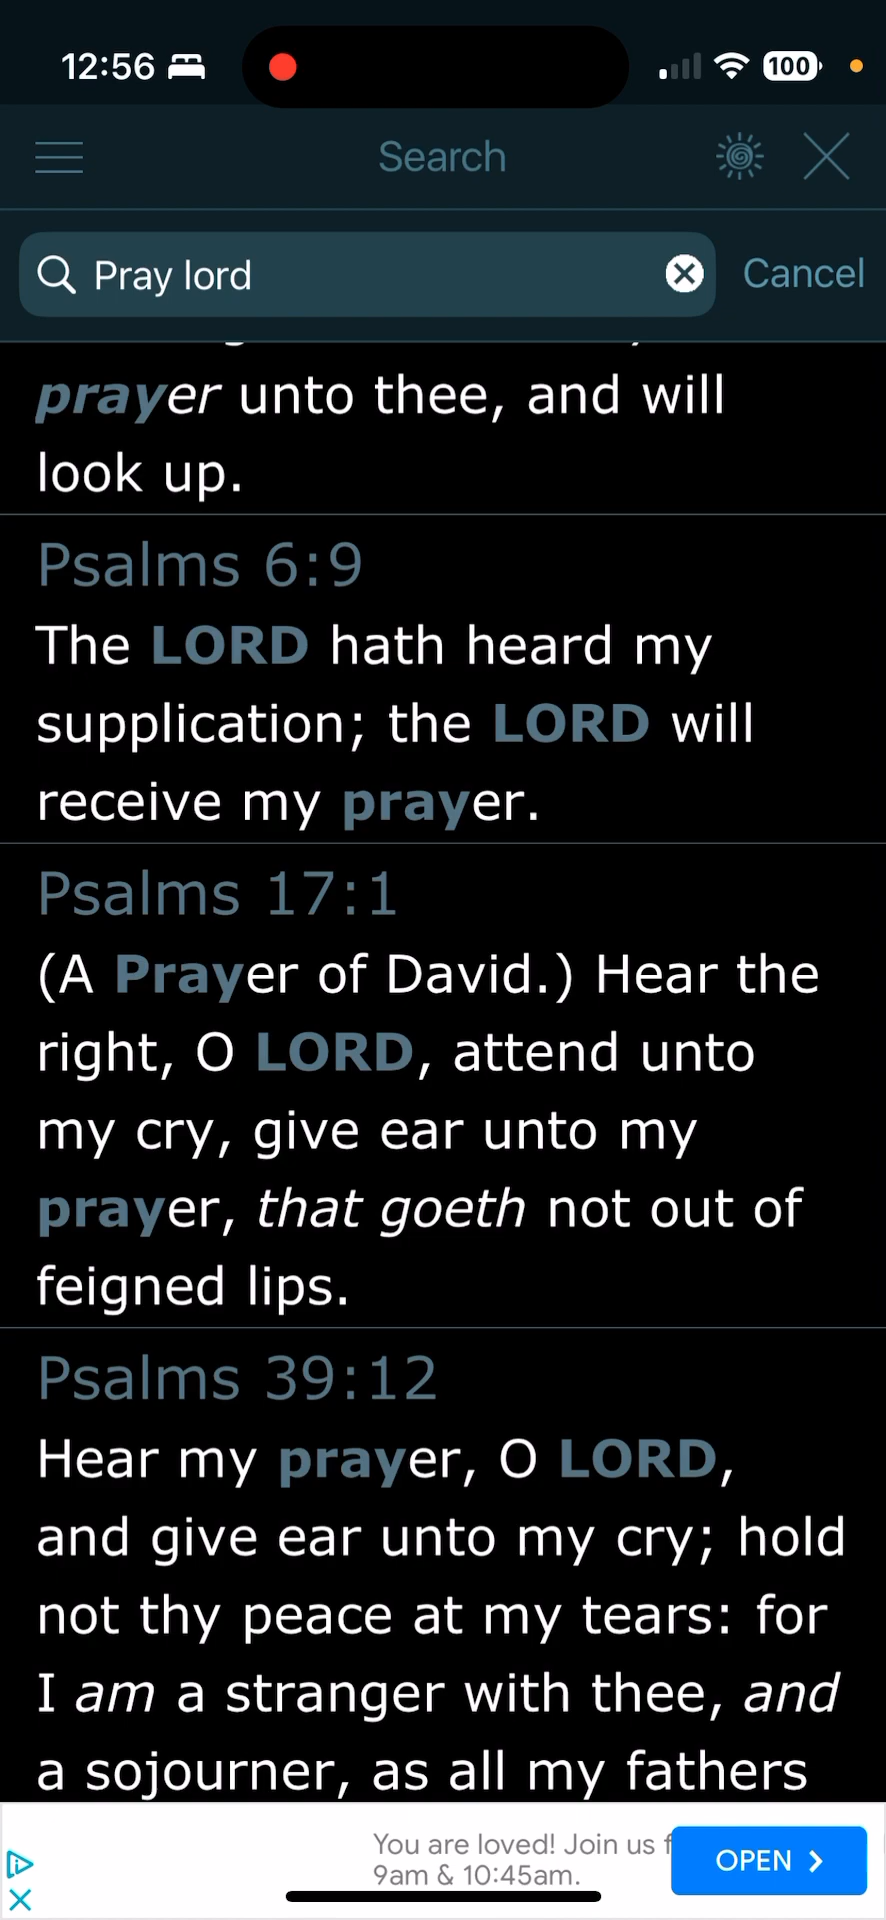 12:56
100
Search
Pray lord
Cancel
prayer unto thee, and will
look up.
Psalms 6:9
The LORD hath heard my
supplication; the LORD will
receive my prayer.
Psalms 17:1
(A Prayer of David.) Hear the
right, O LORD, attend unto
my cry, give ear unto my
prayer, that goeth not out of
feigned lips.
Psalms 39:12
Hear my prayer, O LORD,
and give ear unto my cry; hold
not thy peace at my tears: for
I am a stranger with thee, and
a sojourner, as all my fathers
You are loved! Join us
9am & 10:45am.
OPEN